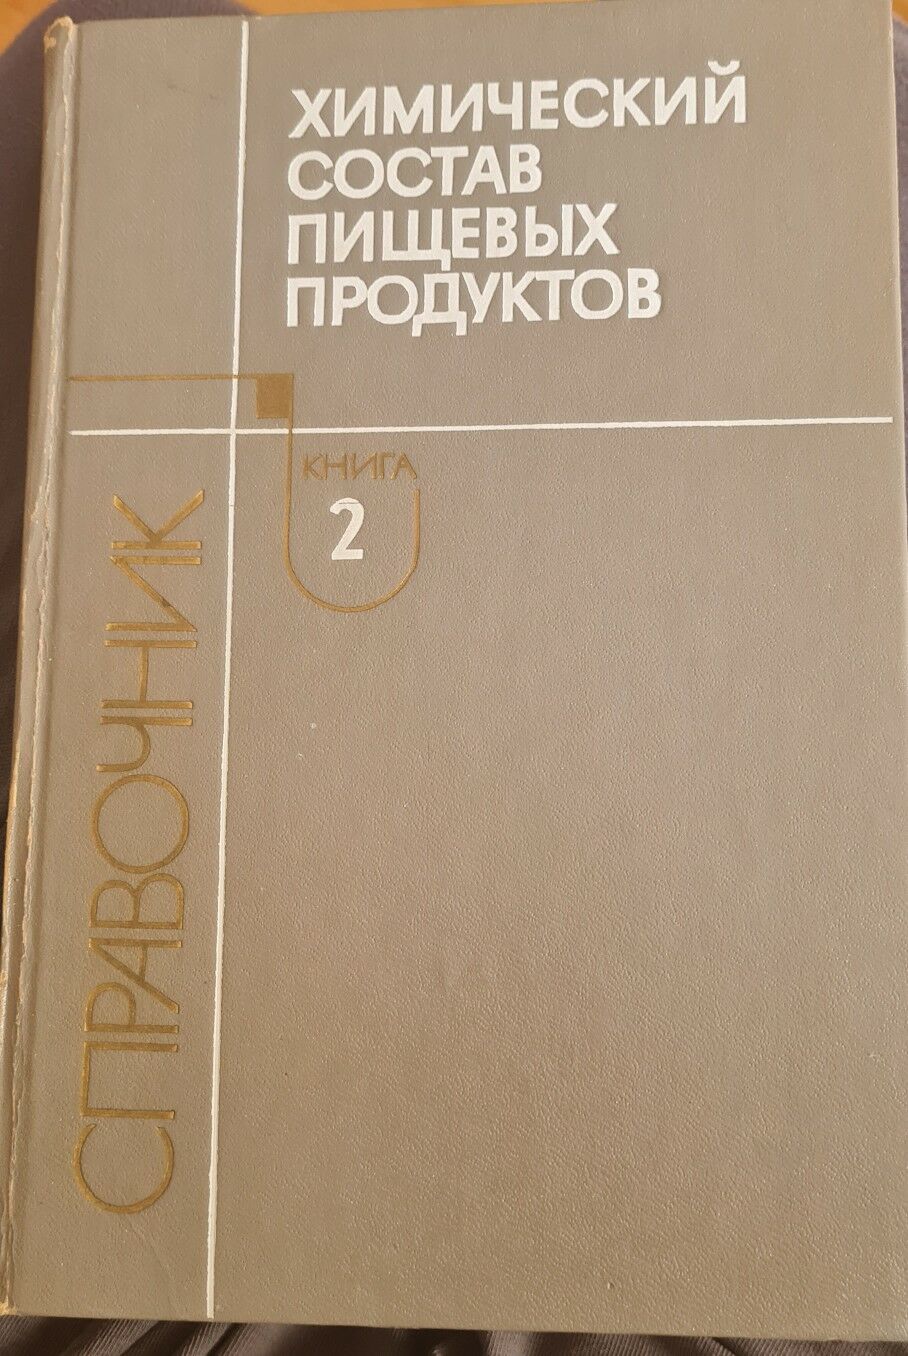 ХИМИЧЕСКИЙ
СОСТАВ
ПИЩЕВЫХ
ПРОДУКТОВ
КНИГА
2
СПРАВОЧНИК